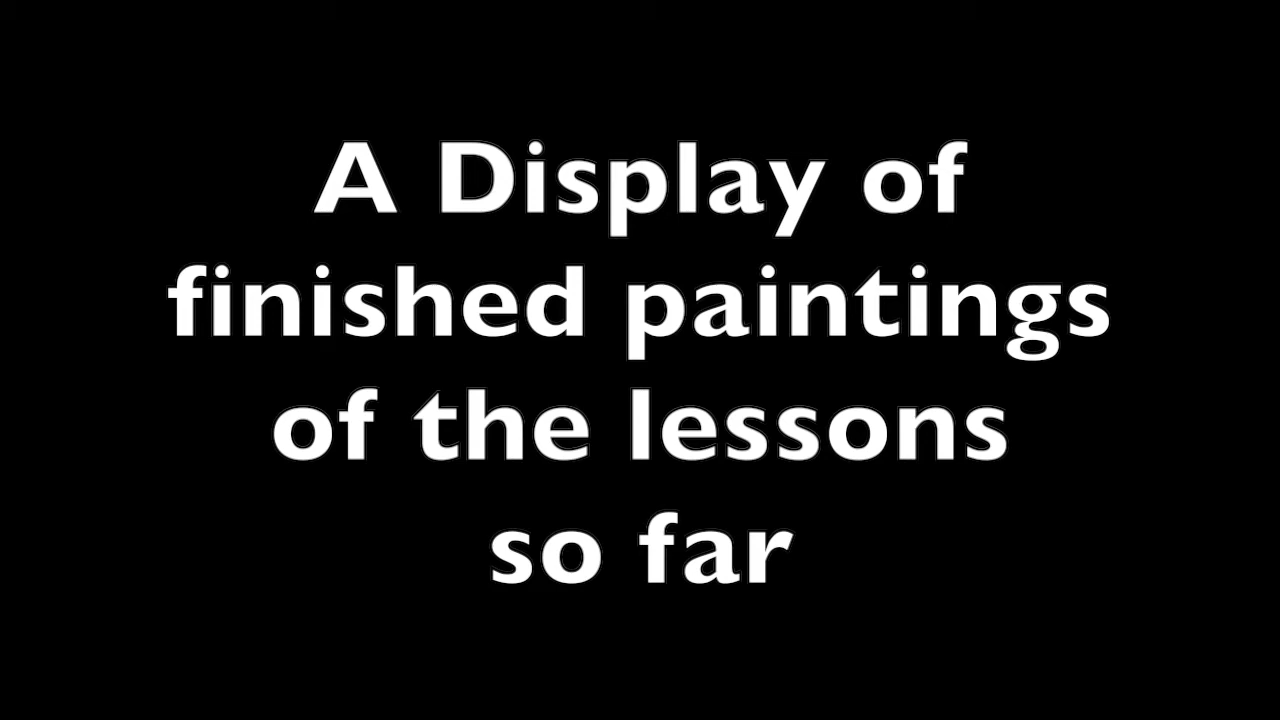 A Display of
finished paintings
of the lessons
so far